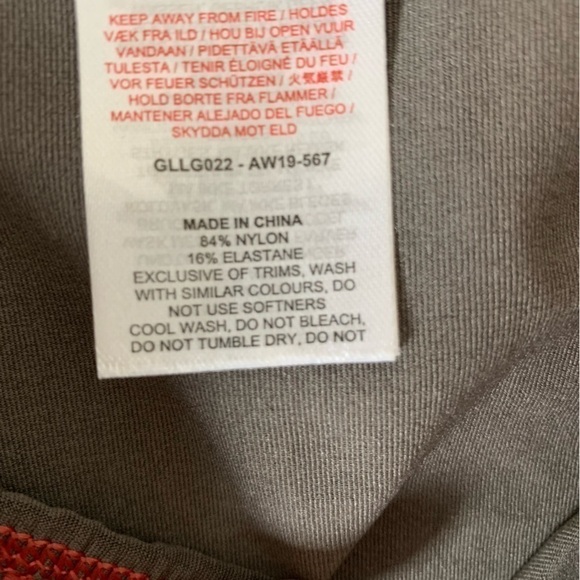 KEEP AWAY FROM FIRE / HOLDES
VÆK FRA ILD / HOU BIJ OPEN VUUR
VANDAAN / PIDETTÄVÄ ETÄÄLLÄ
TULESTA / TENIR ÉLOIGNÉ DU FEU /
VOR FEUER SCHÜTZEN / 火気厳禁 /
HOLD BORTE FRA FLAMMER /
MANTENER ALEJADO DEL FUEGO /
SKYDDA MOT ELD
GLLG022 - AW19-567
MADE IN CHINA
84% NYLON
16% ELASTANE
EXCLUSIVE OF TRIMS, WASH
WITH SIMILAR COLOURS, DO
NOT USE SOFTNERS
COOL WASH, DO NOT BLEACH,
DO NOT TUMBLE DRY, DO NOT